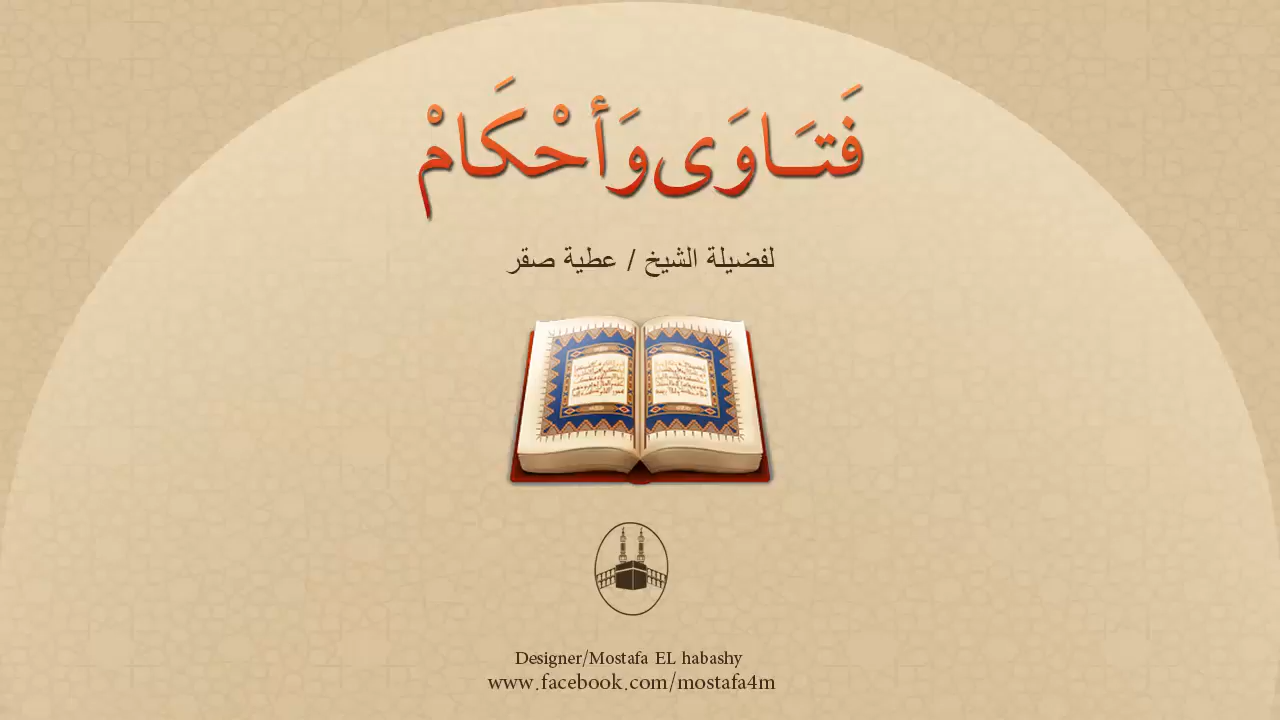 فَتَاوَى وَأَحْكَامْ
لفضيلة الشيخ / عطية صقر
Designer/Mostafa EL habashy
www.facebook.com/mostafa4m